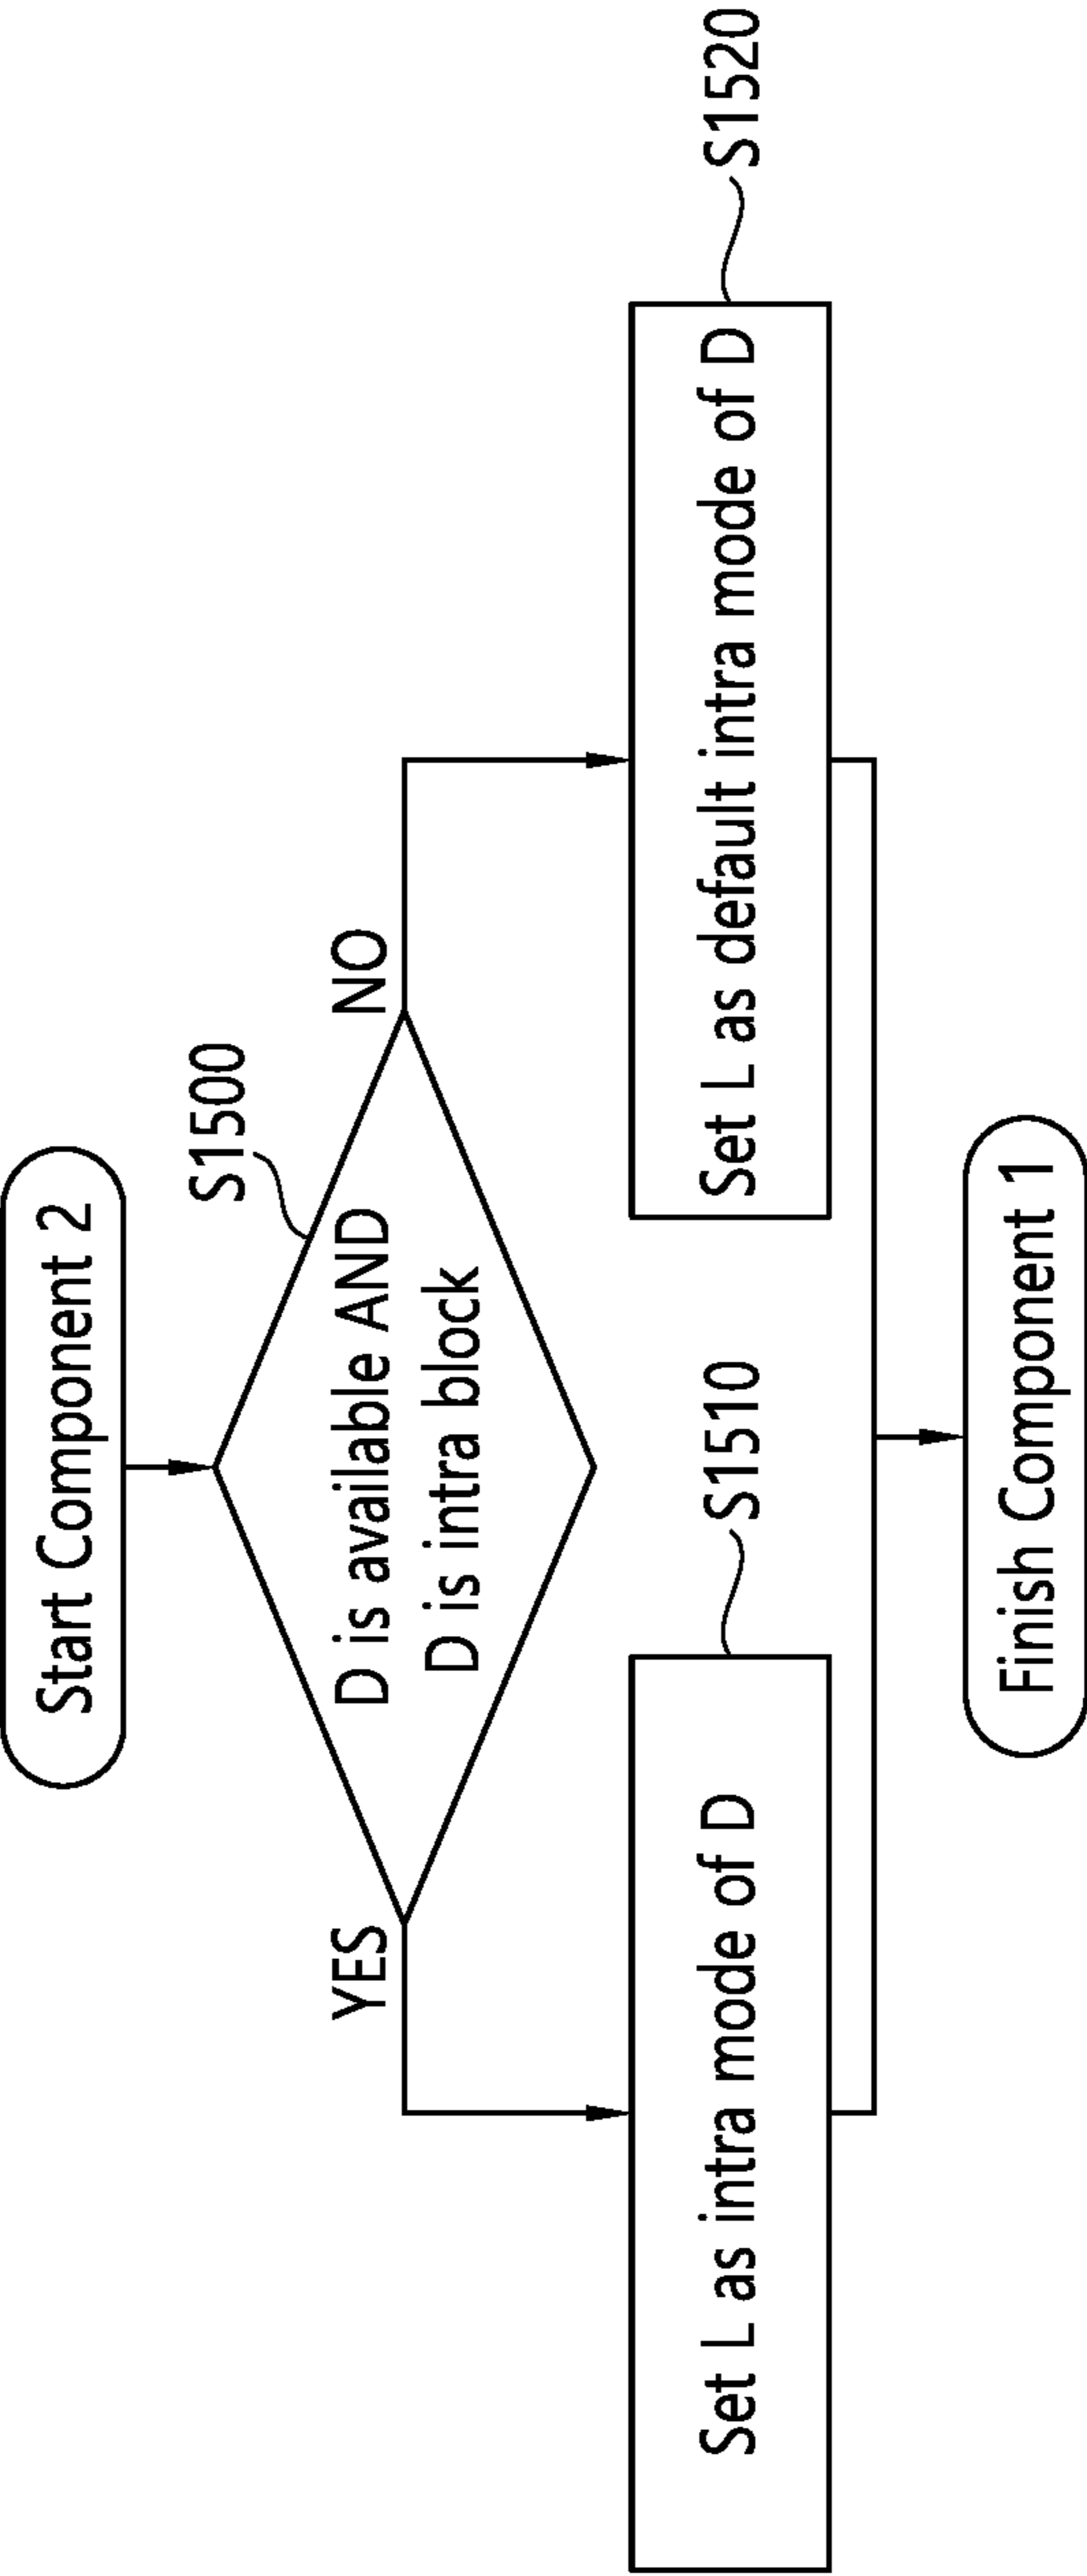 Start Component 2
S1500
D is available AND
D is intra block
YES
NO
Set L as intra mode of D
S1510
Set L as default intra mode of D
S1520
Finish Component 1